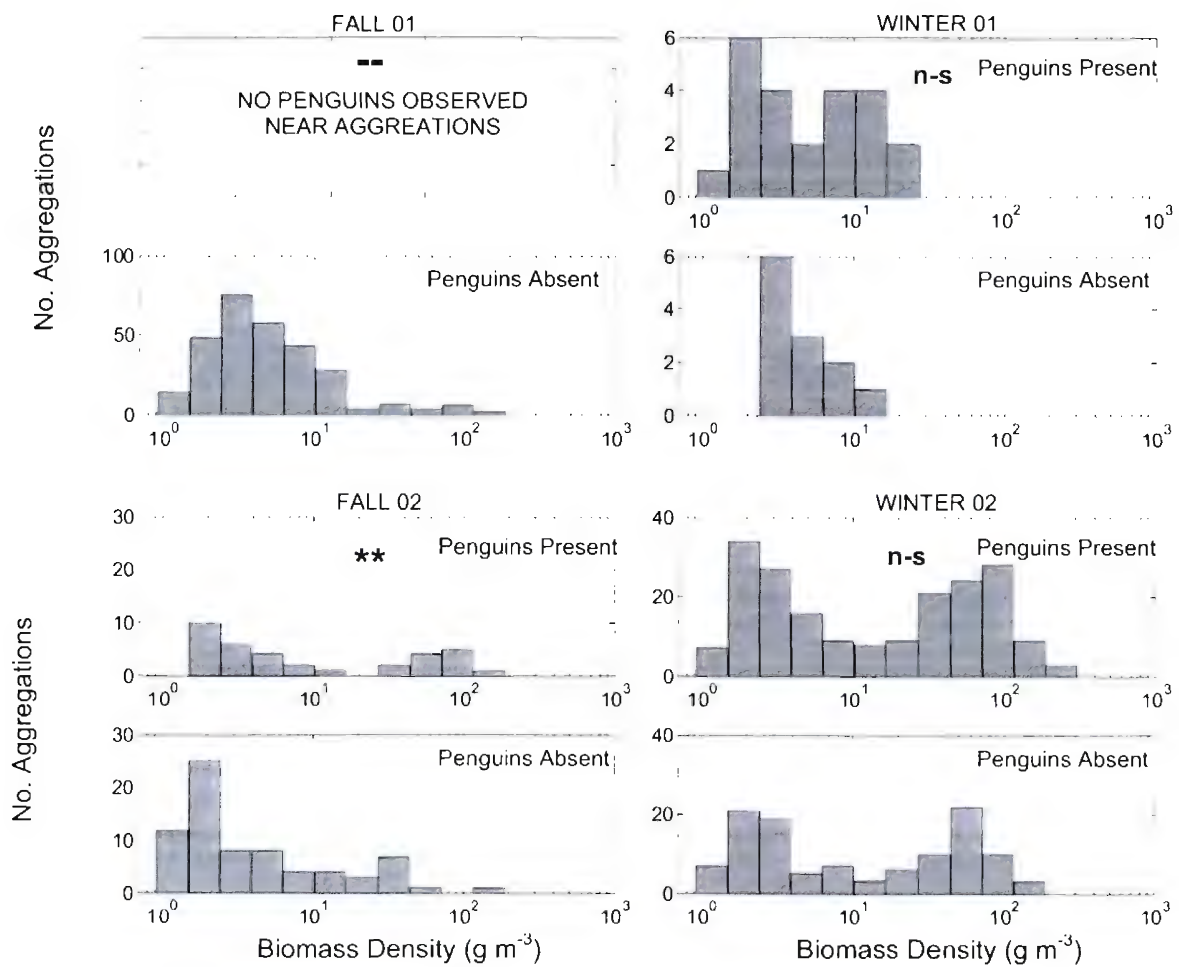 FALL 01
--
NO PENGUINS OBSERVED
NEAR AGGREATIONS
WINTER 01
6
4
2
0
n-s
Penguins Present
10^0
10^1
10^2
10^3
No. Aggregations
100
50
0
Penguins Absent
10^0
10^1
10^2
10^3
6
4
2
0
Penguins Absent
10^0
10^1
10^2
10^3
FALL 02
30
20
10
0
**
Penguins Present
10^0
10^1
10^2
10^3
WINTER 02
40
20
0
n-s
Penguins Present
10^0
10^1
10^2
10^3
No. Aggregations
30
20
10
0
Penguins Absent
10^0
10^1
10^2
10^3
Biomass Density (g m^-3)
40
20
0
Penguins Absent
10^0
10^1
10^2
10^3
Biomass Density (g m^-3)